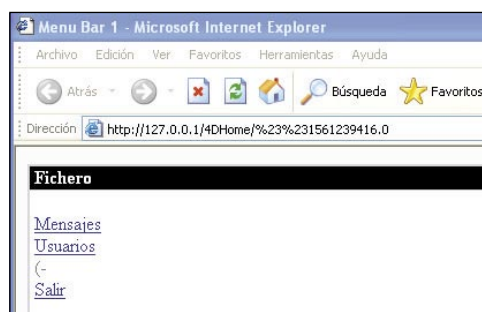 Menu Bar 1 - Microsoft Internet Explorer
Archivo Edición Ver Favoritos Herramientas Ayuda
Atrás Búsqueda Favoritos
Dirección http://127.0.0.1/4DHome/%23%231561239416.0
Fichero
Mensajes
Usuarios
(-
Salir